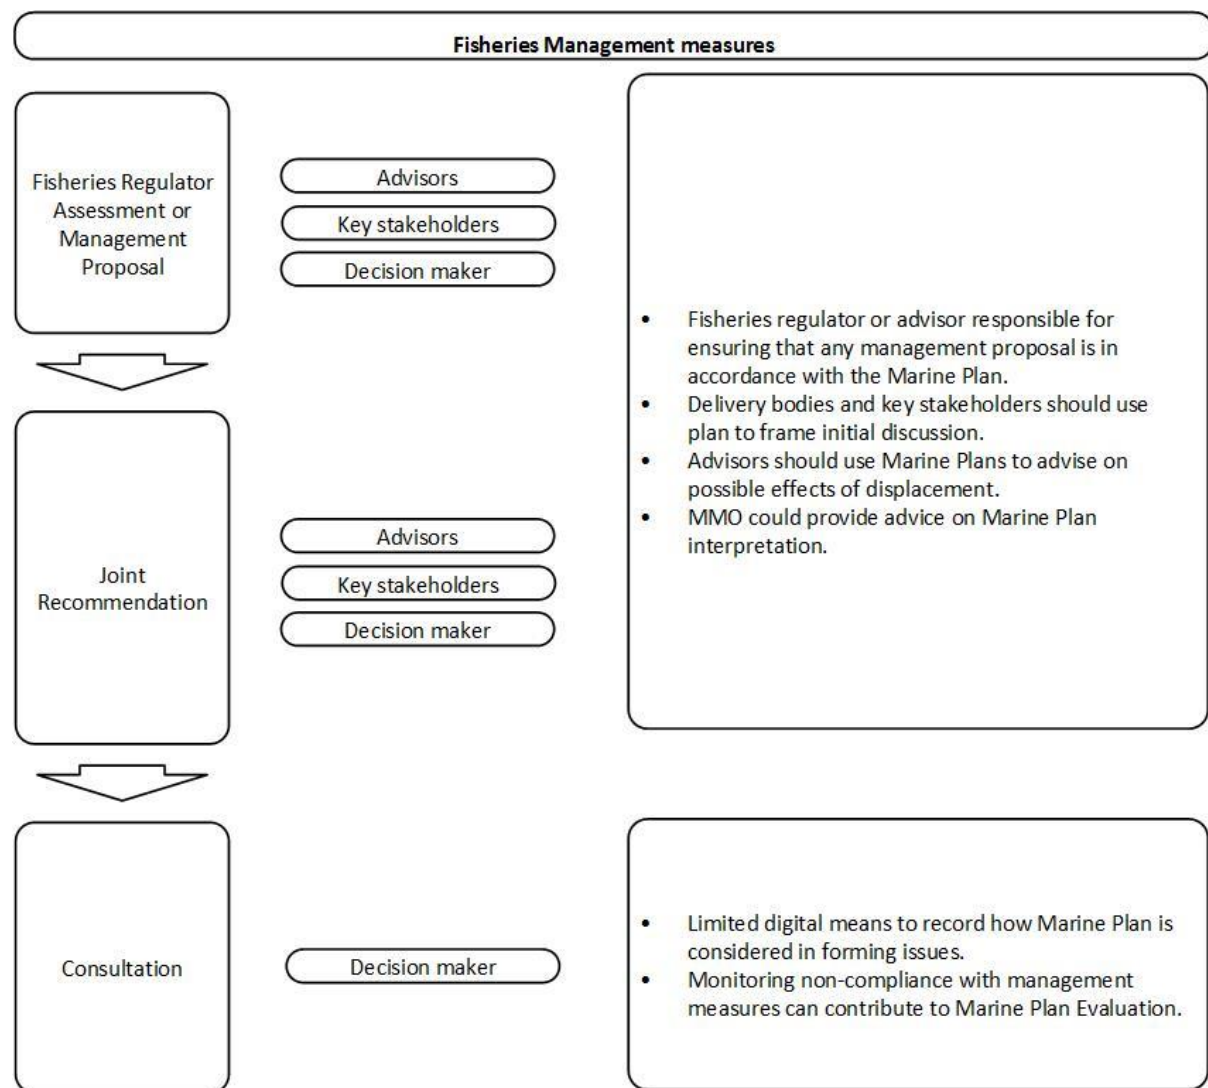 Fisheries Management measures
Fisheries Regulator
Assessment or
Management
Proposal
Advisors
Key stakeholders
Decision maker
• Fisheries regulator or advisor responsible for
ensuring that any management proposal is in
accordance with the Marine Plan.
• Delivery bodies and key stakeholders should use
plan to frame initial discussion.
• Advisors should use Marine Plans to advise on
possible effects of displacement.
• MMO could provide advice on Marine Plan
interpretation.
Joint
Recommendation
Advisors
Key stakeholders
Decision maker
Consultation
Decision maker
• Limited digital means to record how Marine Plan is
considered in forming issues.
• Monitoring non-compliance with management
measures can contribute to Marine Plan Evaluation.